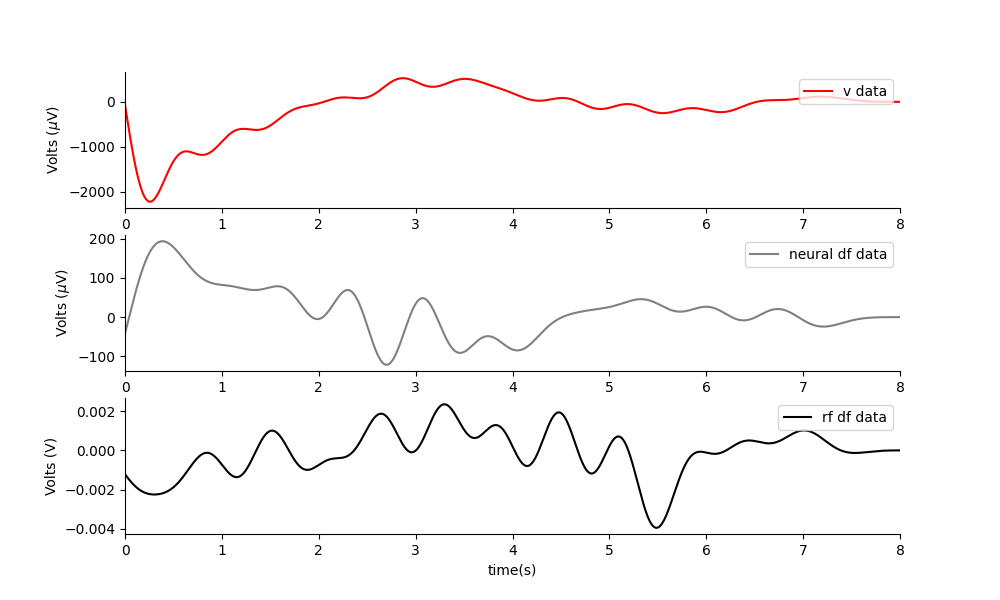 v data
Volts (μV)
0
−1000
−2000
0 1 2 3 4 5 6 7 8
neural df data
Volts (μV)
200
100
0
−100
0 1 2 3 4 5 6 7 8
rf df data
Volts (V)
0.002
0.000
−0.002
−0.004
0 1 2 3 4 5 6 7 8
time(s)